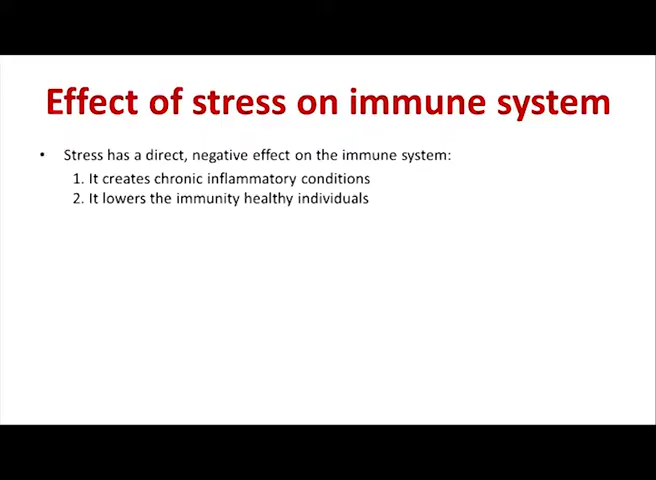 Effect of stress on immune system
• Stress has a direct, negative effect on the immune system:
1. It creates chronic inflammatory conditions
2. It lowers the immunity healthy individuals